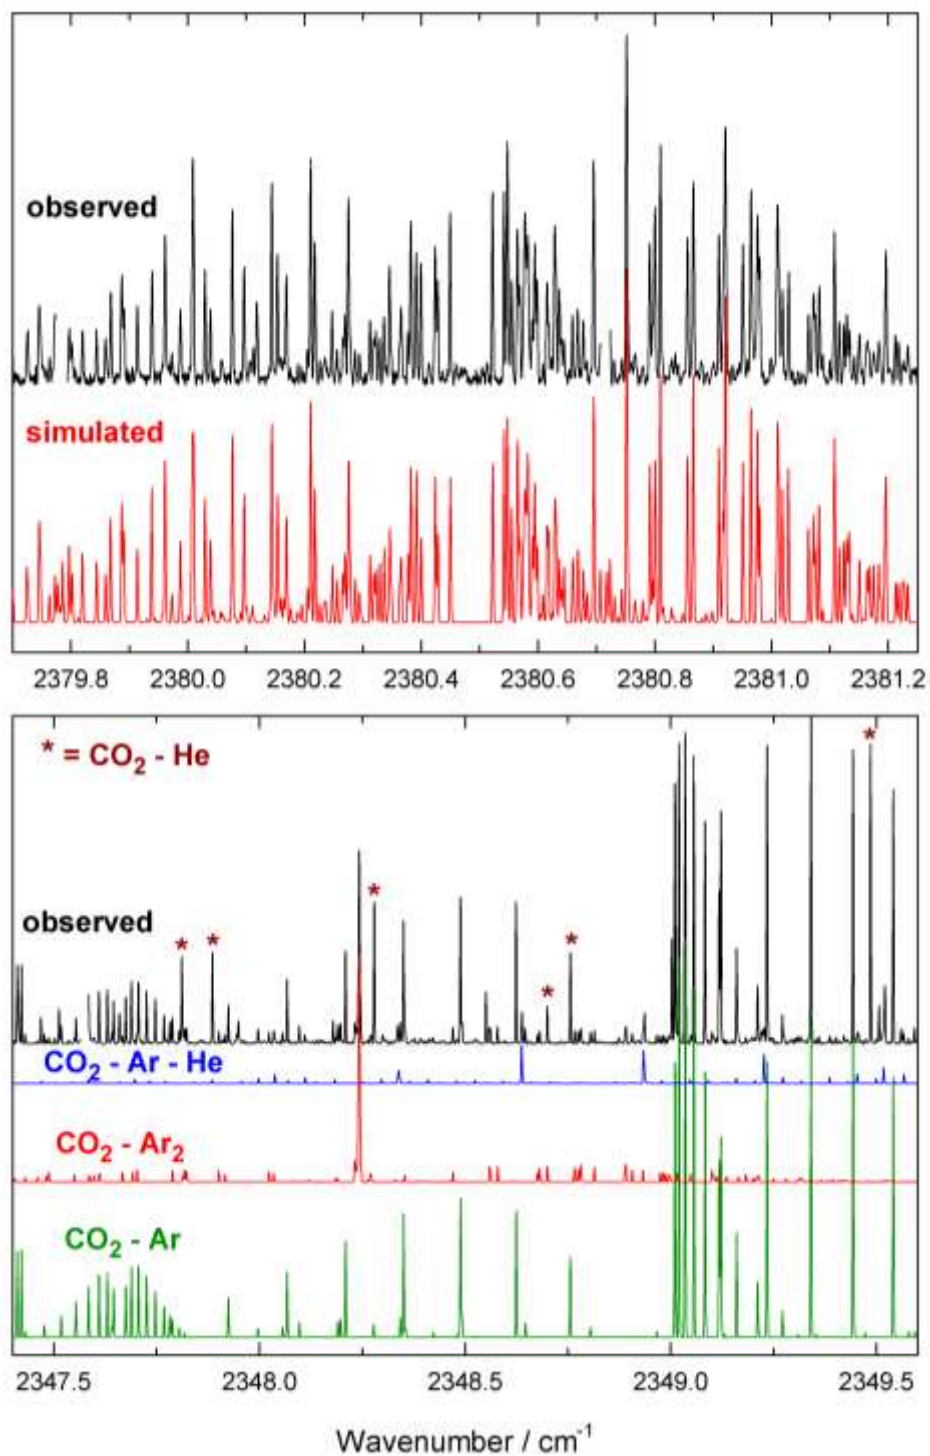 observed
simulated
2379.8 2380.0 2380.2 2380.4 2380.6 2380.8 2381.0 2381.2
* = CO₂ - He
*
*
*
*
*
*
observed
CO₂ - Ar - He
CO₂ - Ar₂
CO₂ - Ar
2347.5 2348.0 2348.5 2349.0 2349.5
Wavenumber / cm⁻¹